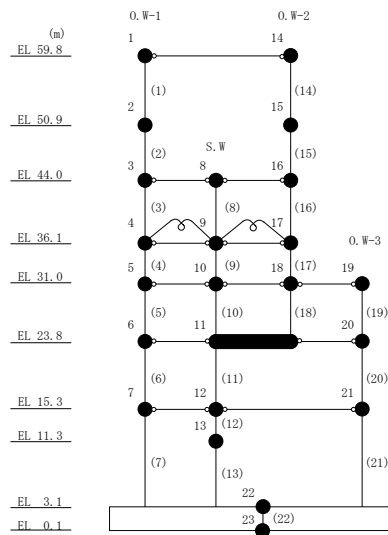 O.W-1 O.W-2
(m)
EL 59.8 1 14
(1) (14)
EL 50.9 2 15
(2) S.W (15)
EL 44.0 3 8 16
(3) (8) (16)
EL 36.1 4 9 17 O.W-3
(4) (9) (17)
EL 31.0 5 10 18 19
(5) (10) (18) (19)
EL 23.8 6 11 20
(6) (11) (20)
EL 15.3 7 12 21
(12)
EL 11.3 13
(7) (13) (21)
EL 3.1 22
(22)
EL 0.1 23